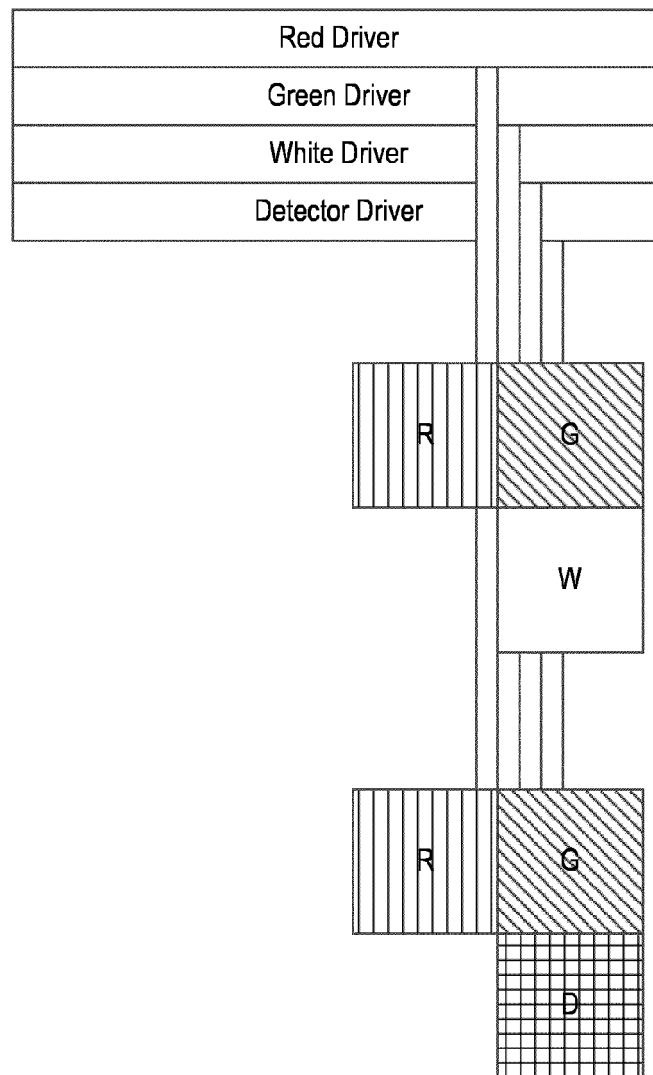 Red Driver
Green Driver
White Driver
Detector Driver
R G
W
R G
D